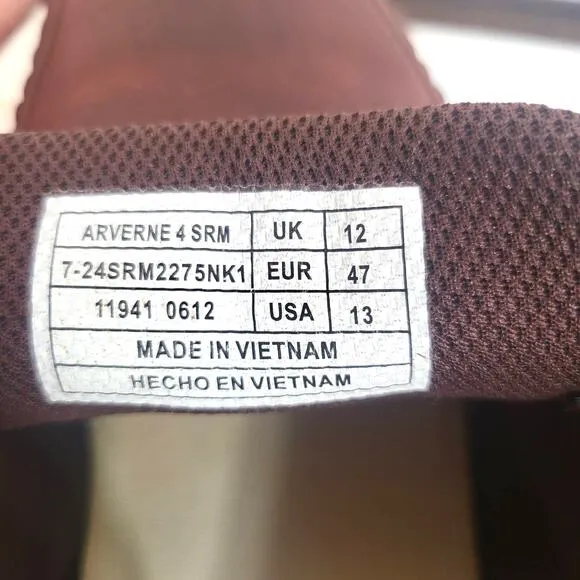 ARVERNE 4 SRM UK 12
7-24SRM2275NK1 EUR 47
11941 0612 USA 13
MADE IN VIETNAM
HECHO EN VIETNAM